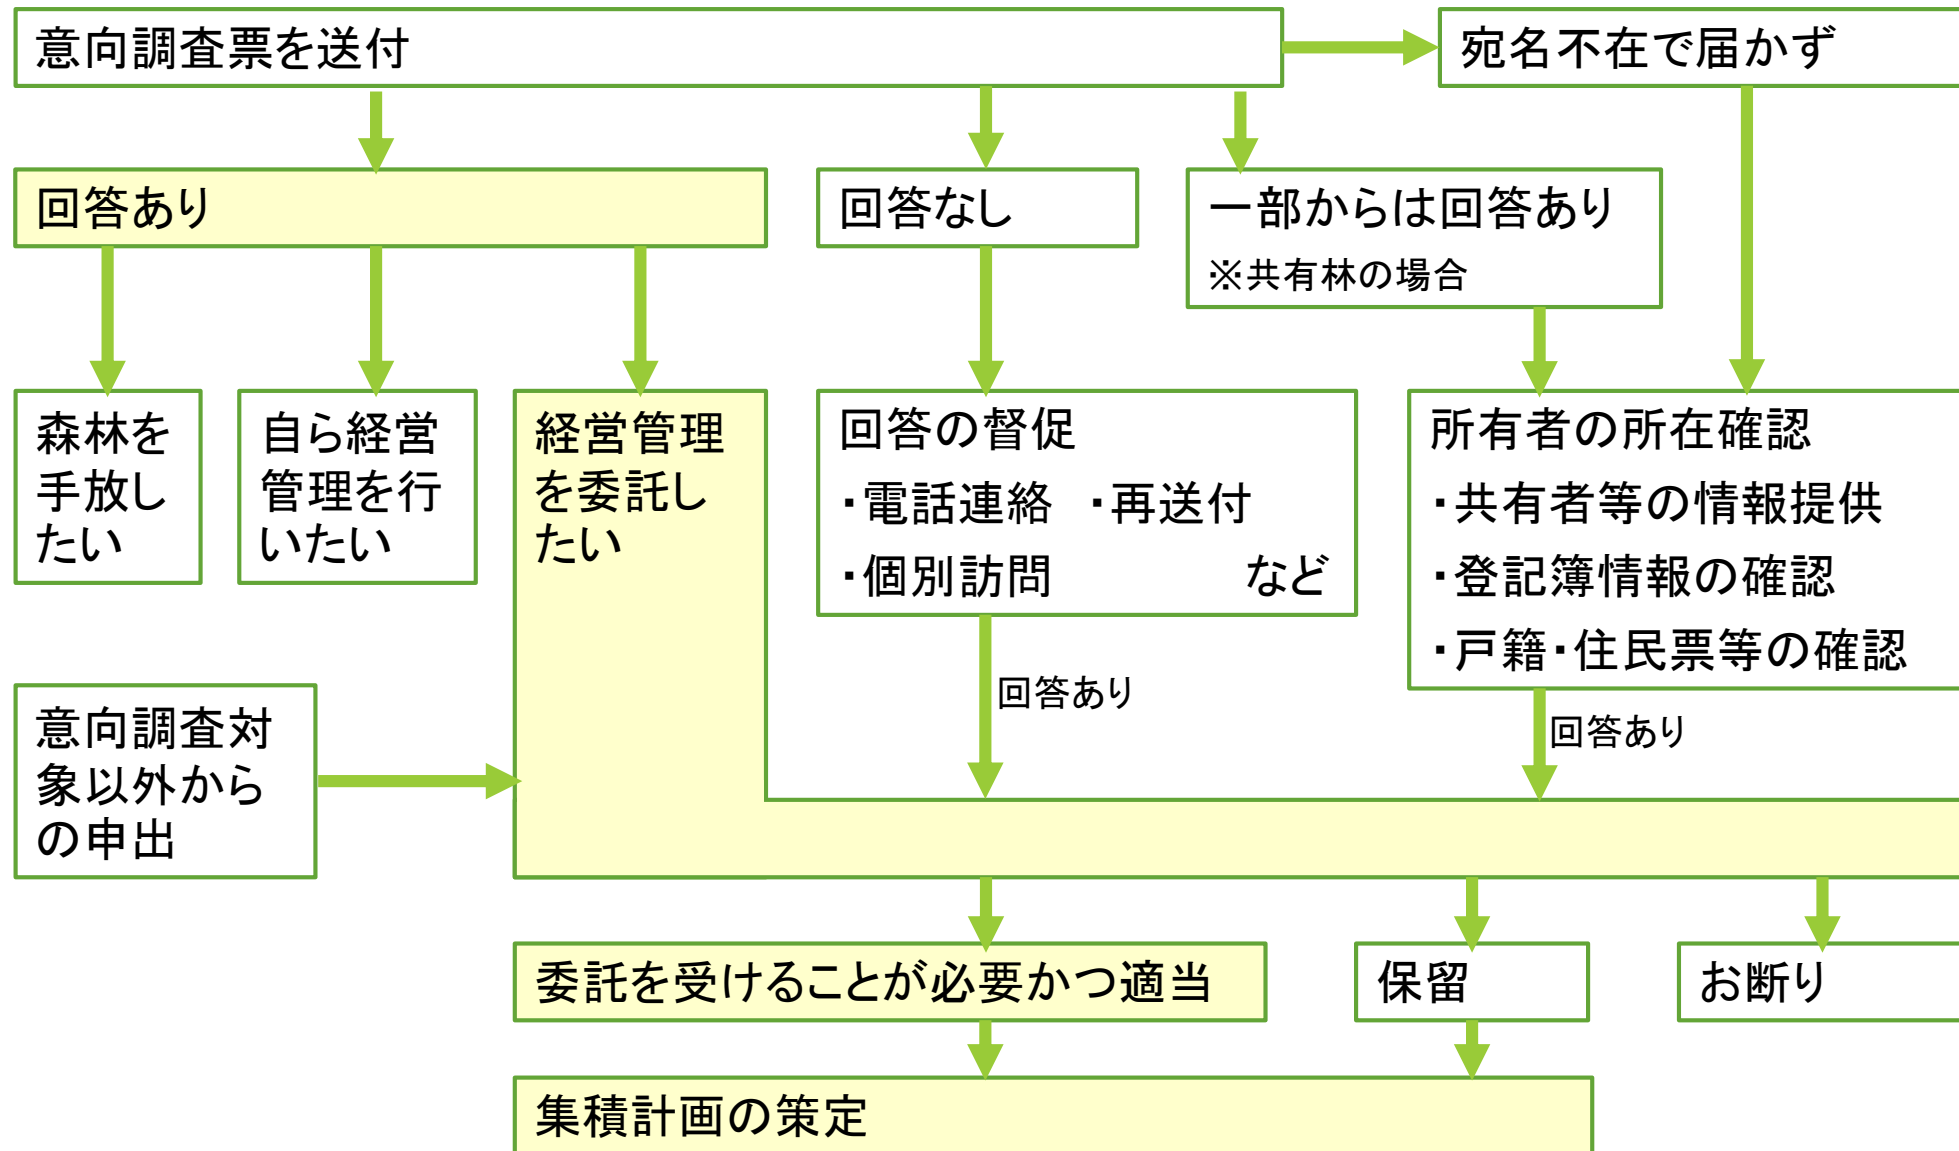 意向調査票を送付
宛名不在で届かず
回答あり
回答なし
一部からは回答あり
※共有林の場合
森林を
手放し
たい
自ら経営
管理を行
いたい
経営管理
を委託し
たい
回答の督促
・電話連絡 ・再送付
・個別訪問 など
所有者の所在確認
・共有者等の情報提供
・登記簿情報の確認
・戸籍・住民票等の確認
回答あり
回答あり
意向調査対
象以外から
の申出
委託を受けることが必要かつ適当
保留
お断り
集積計画の策定